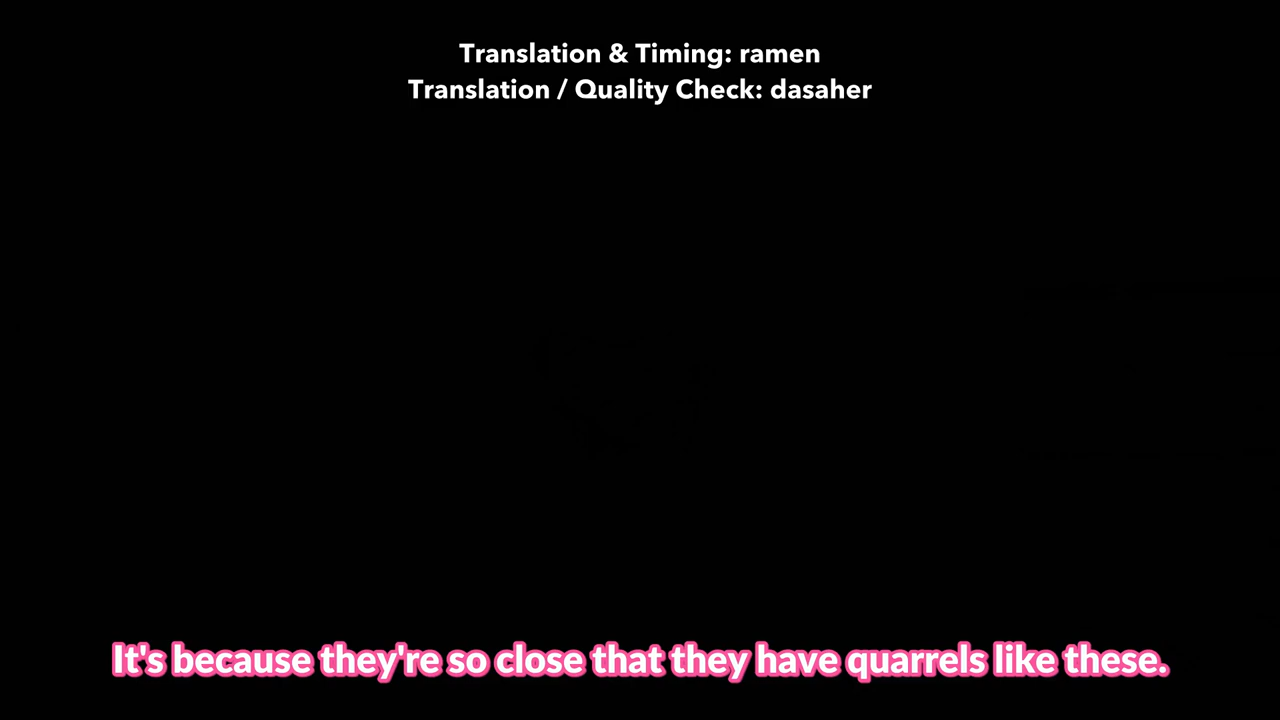 Translation & Timing: ramen
Translation / Quality Check: dasaher
It's because they're so close that they have quarrels like these.